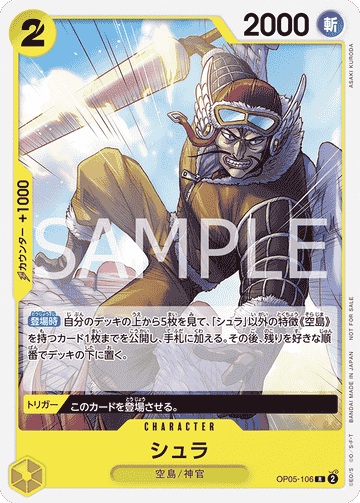 2
2000
斬
ASAKI KURODA
カウンター +1000
SAMPLE
登場時 自分のデッキの上から5枚を見て、「シュラ」以外の特徴《空島》
を持つカード1枚までを公開し、手札に加える。その後、残りを好きな順
番でデッキの下に置く。
トリガー このカードを登場させる。
CHARACTER
シュラ
空島/神官
OP05-106 R 2
BANDAI MADE IN JAPAN NOT FOR SALE